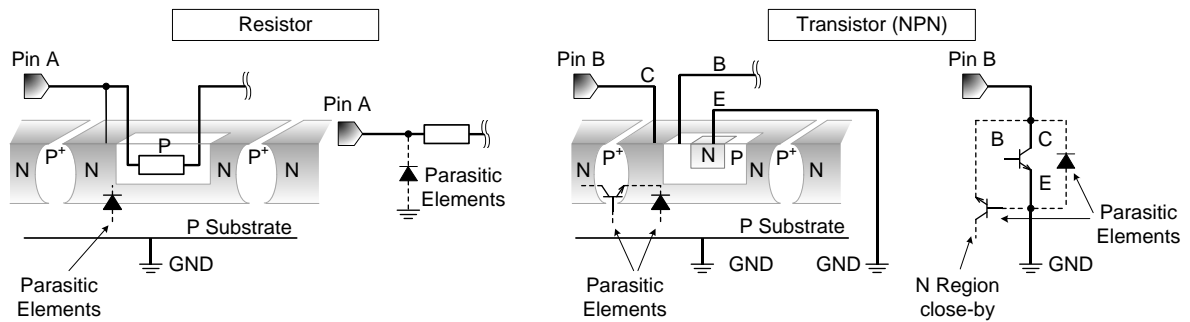 Resistor
Transistor (NPN)
Pin A
Pin A
N
P+
N
P
N
P+
N
Parasitic
Elements
P Substrate
GND
Parasitic
Elements
Pin B
C
B
E
N
P+
N
N
P
P+
N
P Substrate
GND
GND
Parasitic
Elements
Pin B
B
C
E
Parasitic
Elements
GND
N Region
close-by